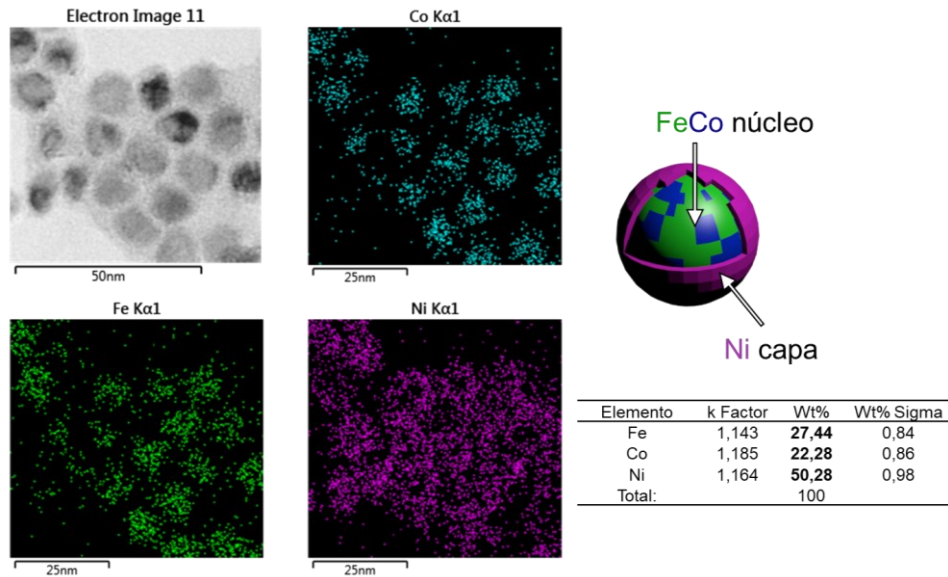 Electron Image 11
50nm
Co Kα1
25nm
Fe Kα1
25nm
Ni Kα1
25nm
FeCo núcleo
Ni capa
Elemento k Factor Wt% Wt% Sigma
Fe 1,143 27,44 0,84
Co 1,185 22,28 0,86
Ni 1,164 50,28 0,98
Total: 100